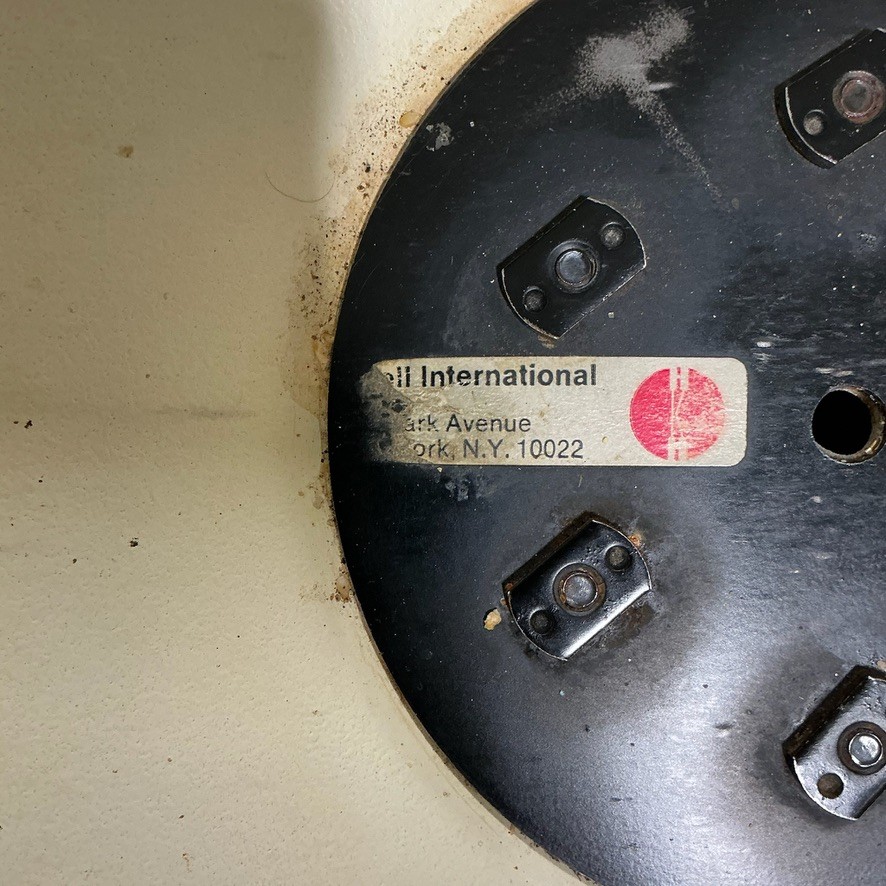 ell International
ark Avenue
ork, N.Y. 10022